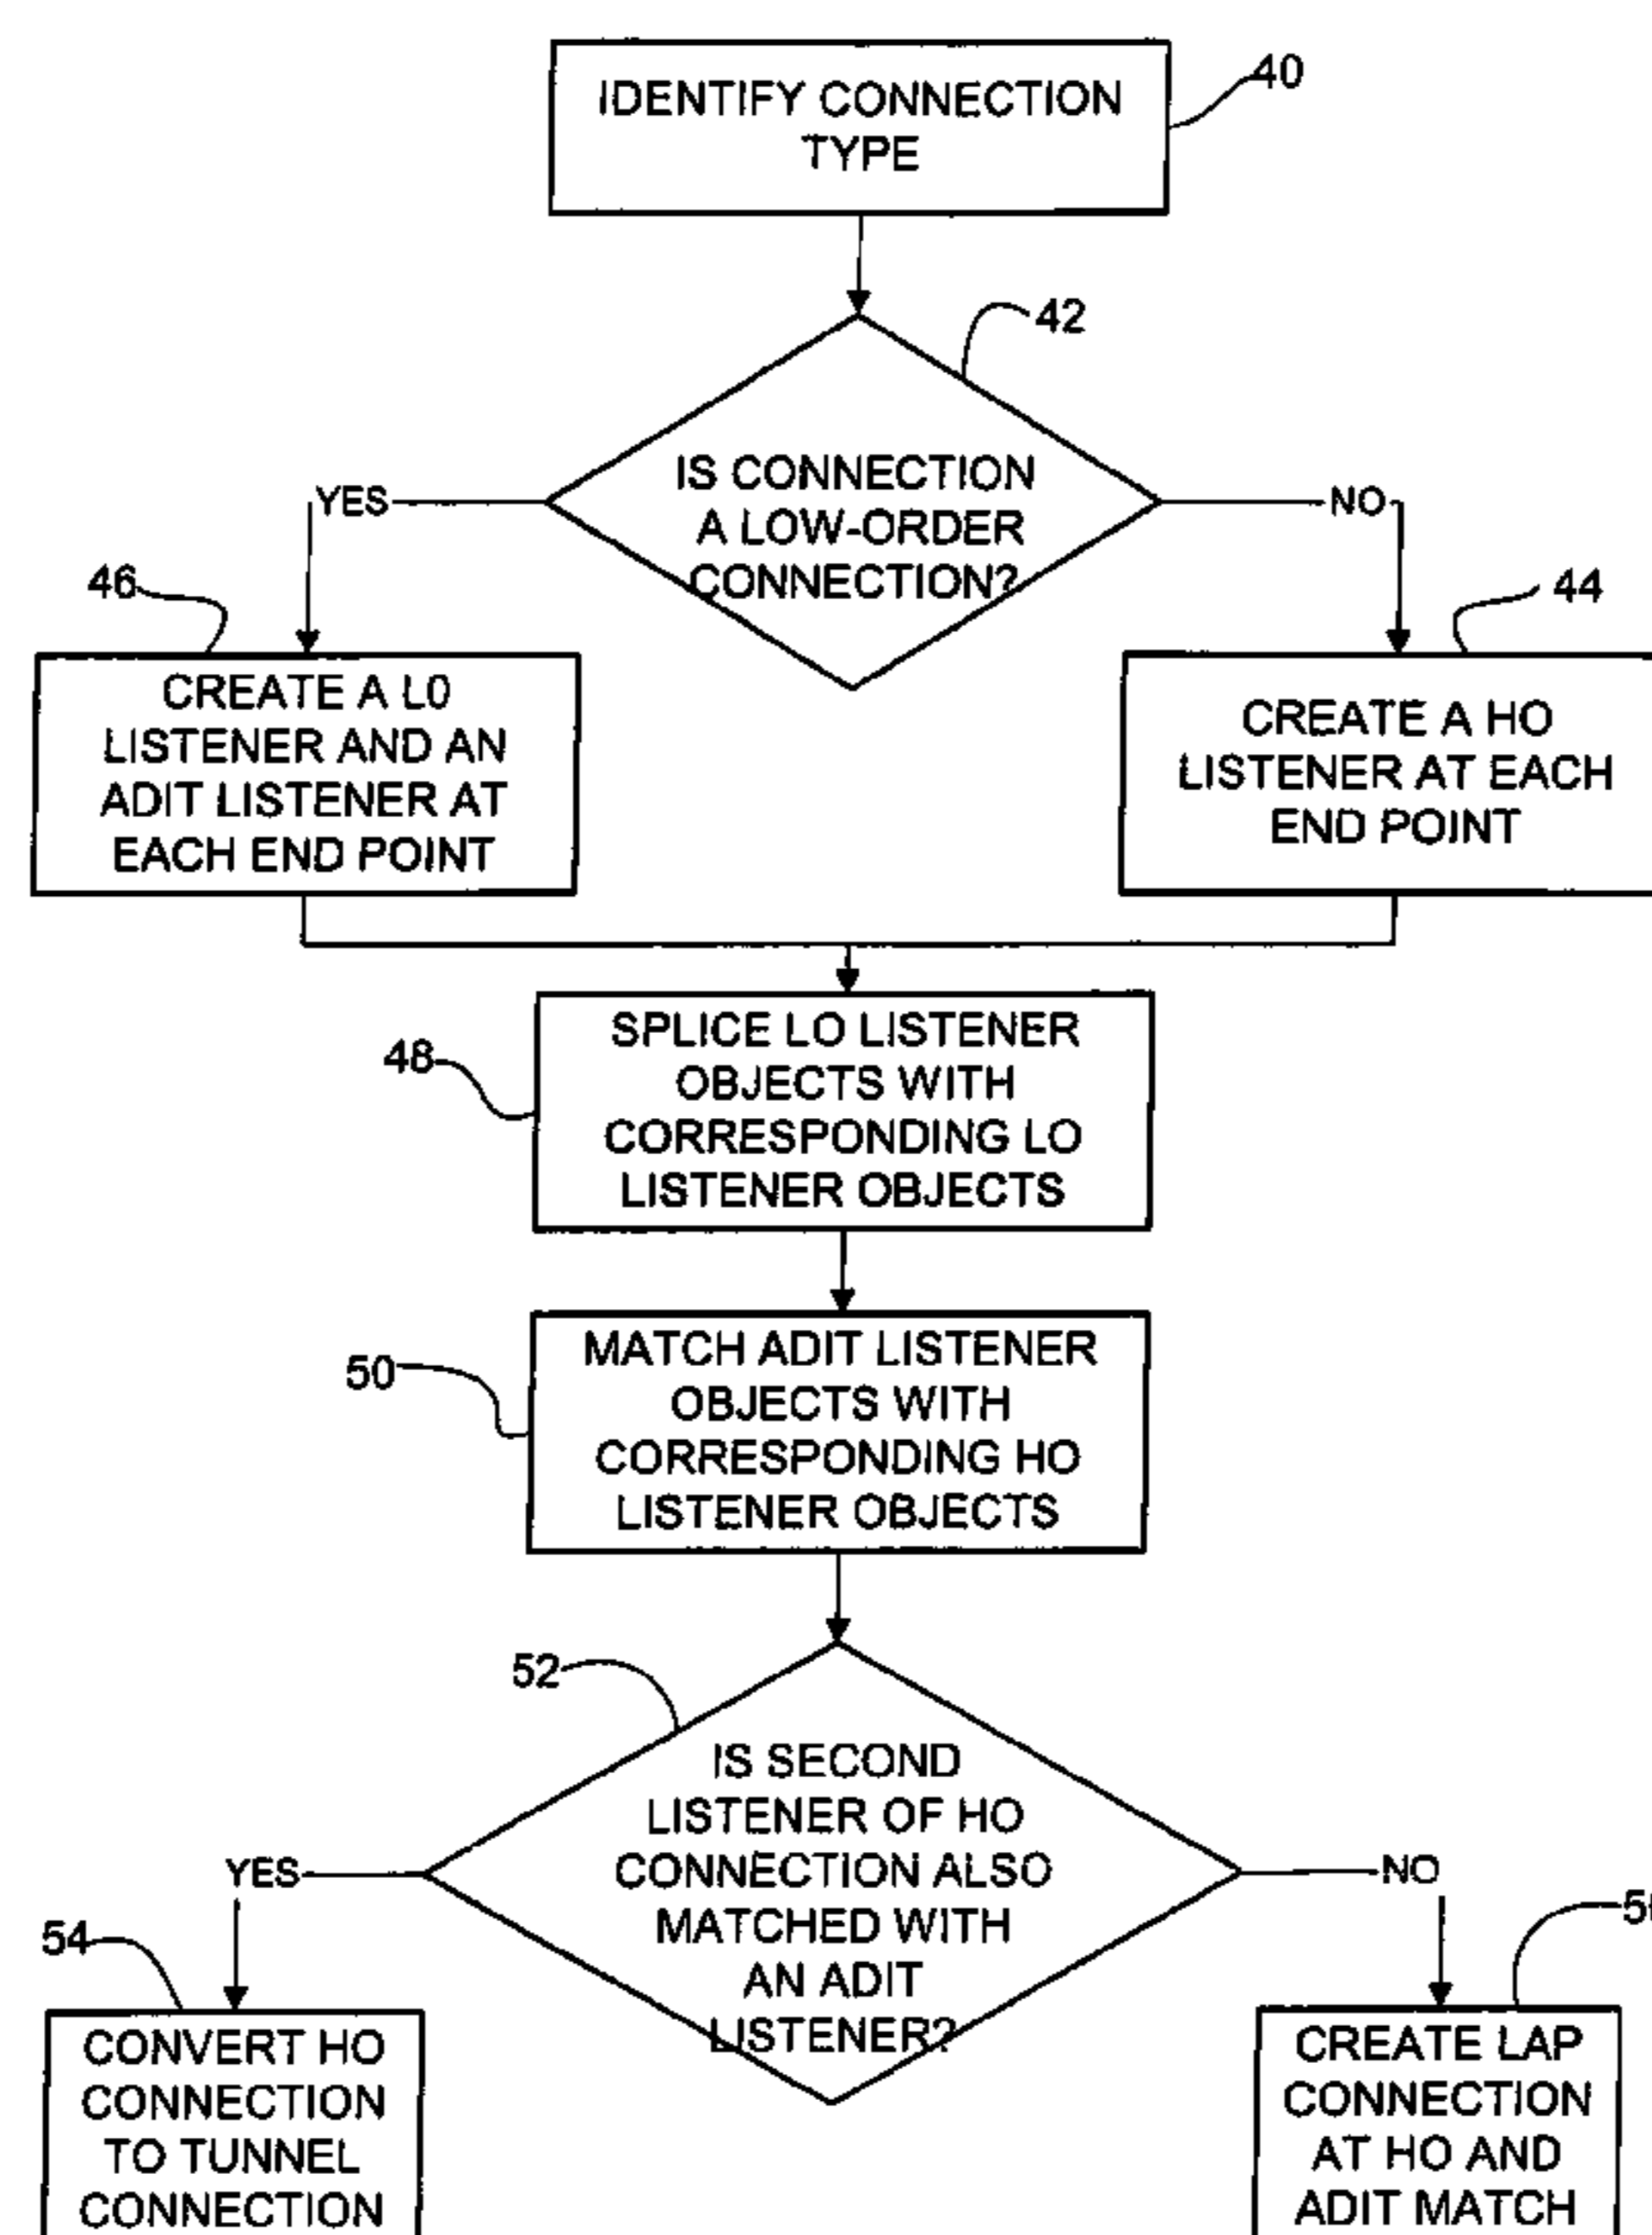 IDENTIFY CONNECTION
TYPE
40
42
IS CONNECTION
A LOW-ORDER
CONNECTION?
YES
NO
46
44
CREATE A L0
LISTENER AND AN
ADIT LISTENER AT
EACH END POINT
CREATE A HO
LISTENER AT EACH
END POINT
48
SPLICE LO LISTENER
OBJECTS WITH
CORRESPONDING LO
LISTENER OBJECTS
50
MATCH ADIT LISTENER
OBJECTS WITH
CORRESPONDING HO
LISTENER OBJECTS
52
IS SECOND
LISTENER OF HO
CONNECTION ALSO
MATCHED WITH
AN ADIT
LISTENER?
YES
NO
54
CONVERT HO
CONNECTION
TO TUNNEL
CONNECTION
CREATE LAP
CONNECTION
AT HO AND
ADIT MATCH